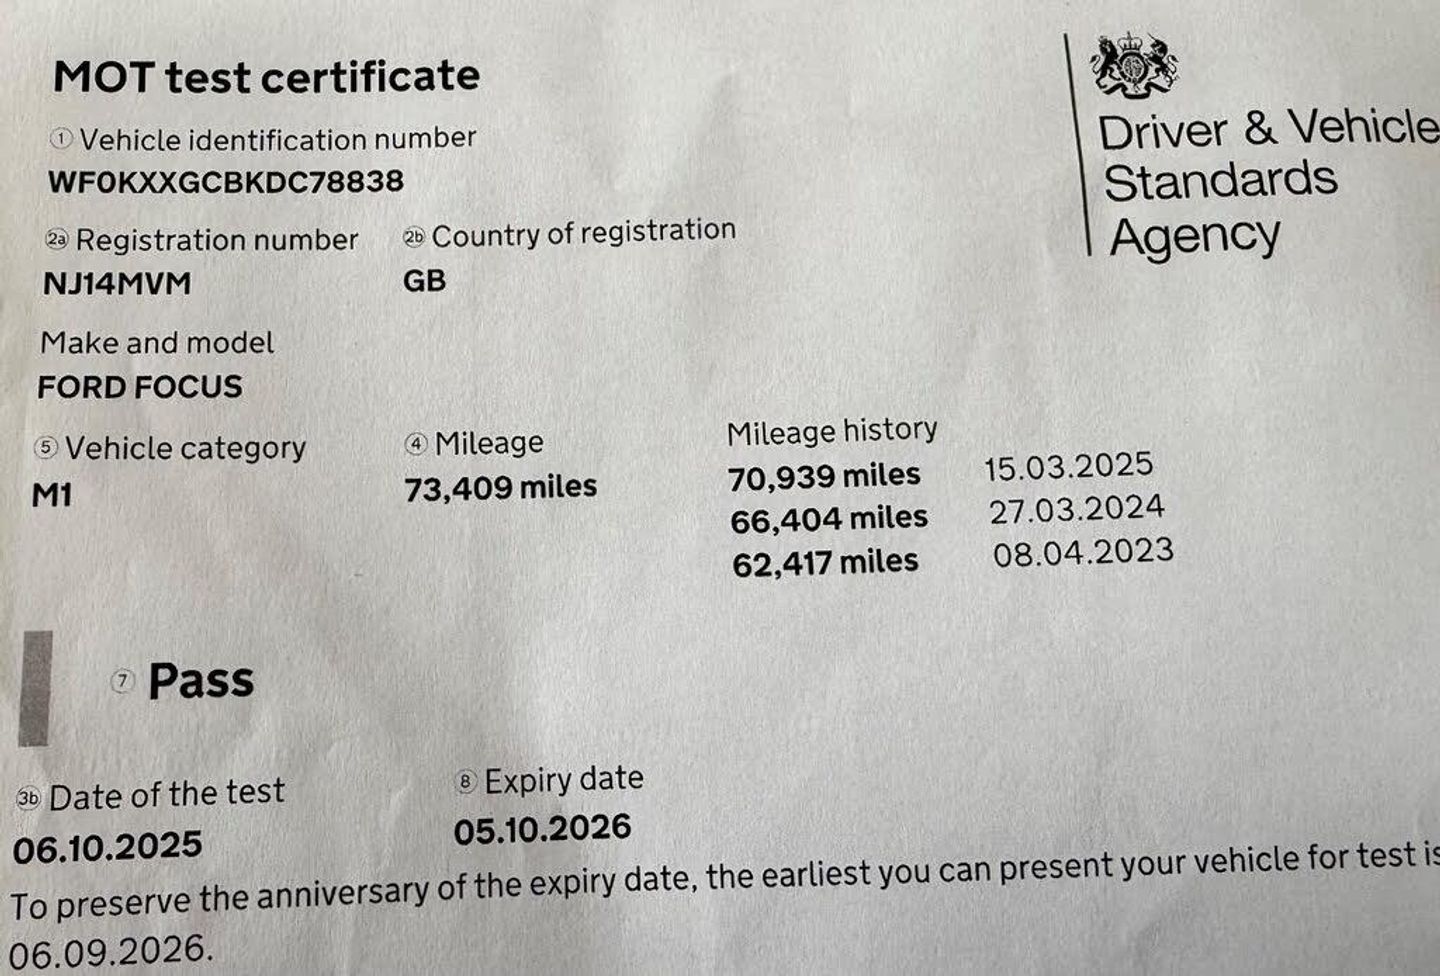 MOT test certificate
Driver & Vehicle
Standards
Agency
1 Vehicle identification number
WF0KXXGCBKDC78838
2a Registration number 2b Country of registration
NJ14MVM GB
Make and model
FORD FOCUS
5 Vehicle category 4 Mileage Mileage history
M1 73,409 miles 70,939 miles 15.03.2025
66,404 miles 27.03.2024
62,417 miles 08.04.2023
7 Pass
3b Date of the test 8 Expiry date
06.10.2025 05.10.2026
To preserve the anniversary of the expiry date, the earliest you can present your vehicle for test is
06.09.2026.